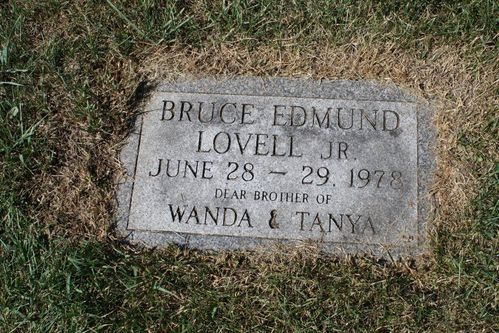 BRUCE EDMUND
LOVELL JR.
JUNE 28 - 29, 1978
DEAR BROTHER OF
WANDA & TANYA